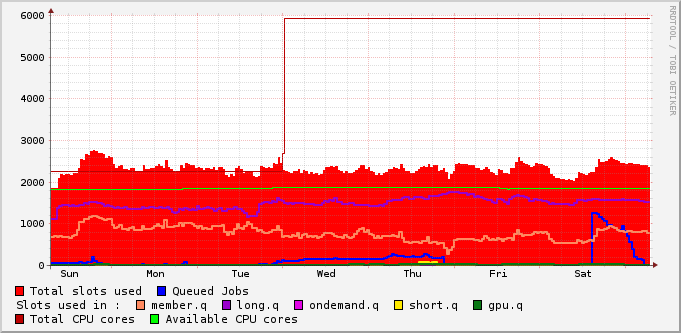 6000
5000
4000
3000
2000
1000
0
Sun Mon Tue Wed Thu Fri Sat
Total slots used Queued Jobs
Slots used in : member.q long.q ondemand.q short.q gpu.q
Total CPU cores Available CPU cores
RRDTOOL / TOBI OETIKER